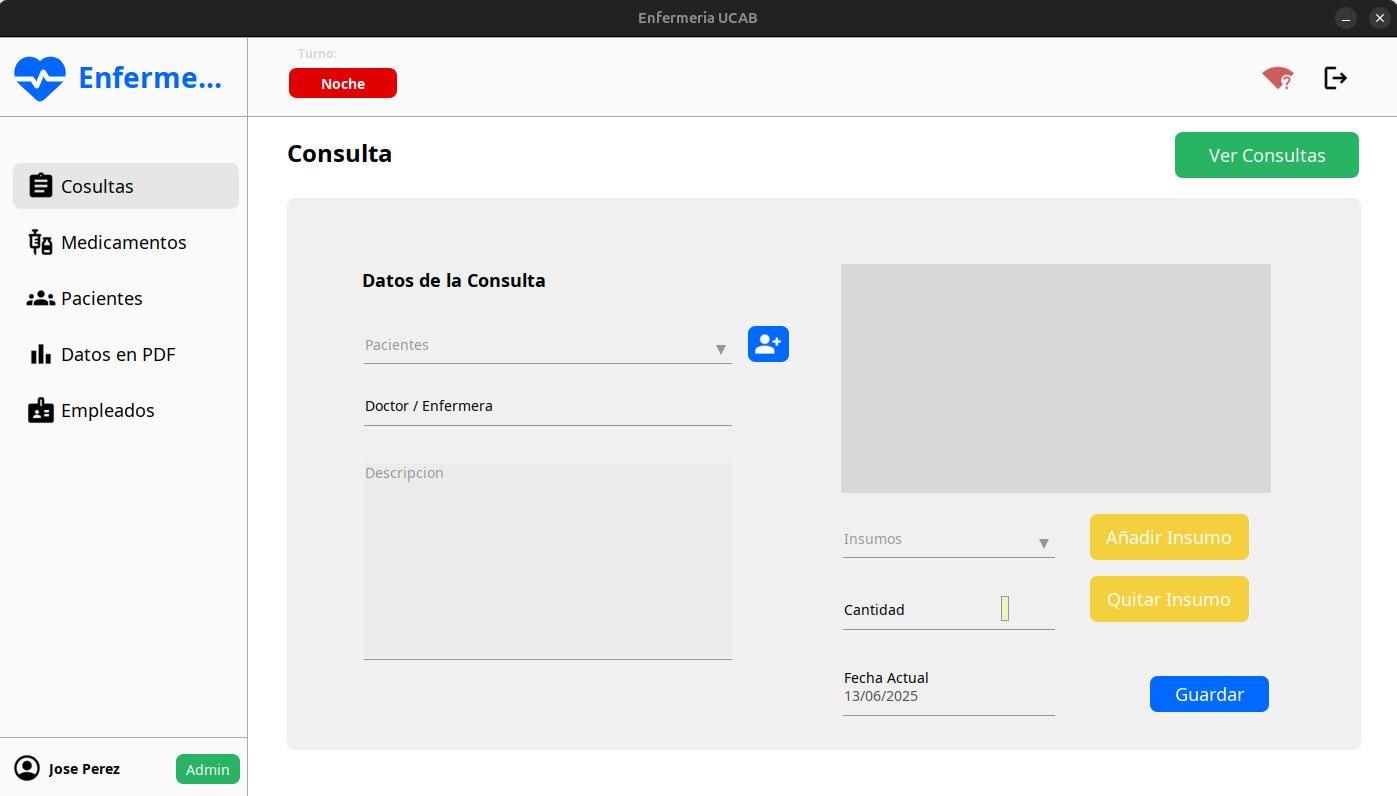 Enfermeria UCAB
Enferme...
Turno:
Noche
Cosultas
Medicamentos
Pacientes
Datos en PDF
Empleados
Jose Perez
Admin
Consulta
Ver Consultas
Datos de la Consulta
Pacientes
Doctor / Enfermera
Descripcion
Insumos
Añadir Insumo
Cantidad
Quitar Insumo
Fecha Actual
13/06/2025
Guardar